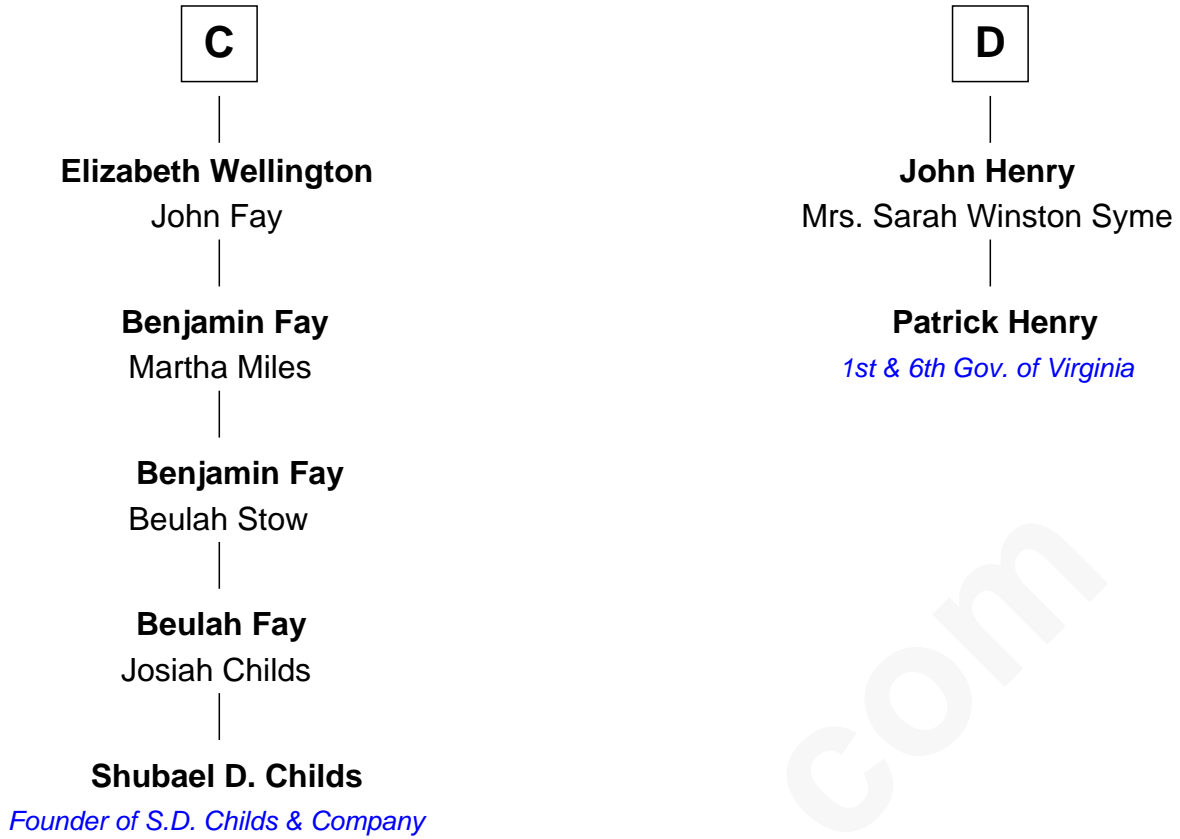 C
Elizabeth Wellington
John Fay
Benjamin Fay
Martha Miles
Benjamin Fay
Beulah Stow
Beulah Fay
Josiah Childs
Shubael D. Childs
Founder of S.D. Childs & Company
D
John Henry
Mrs. Sarah Winston Syme
Patrick Henry
1st & 6th Gov. of Virginia
com